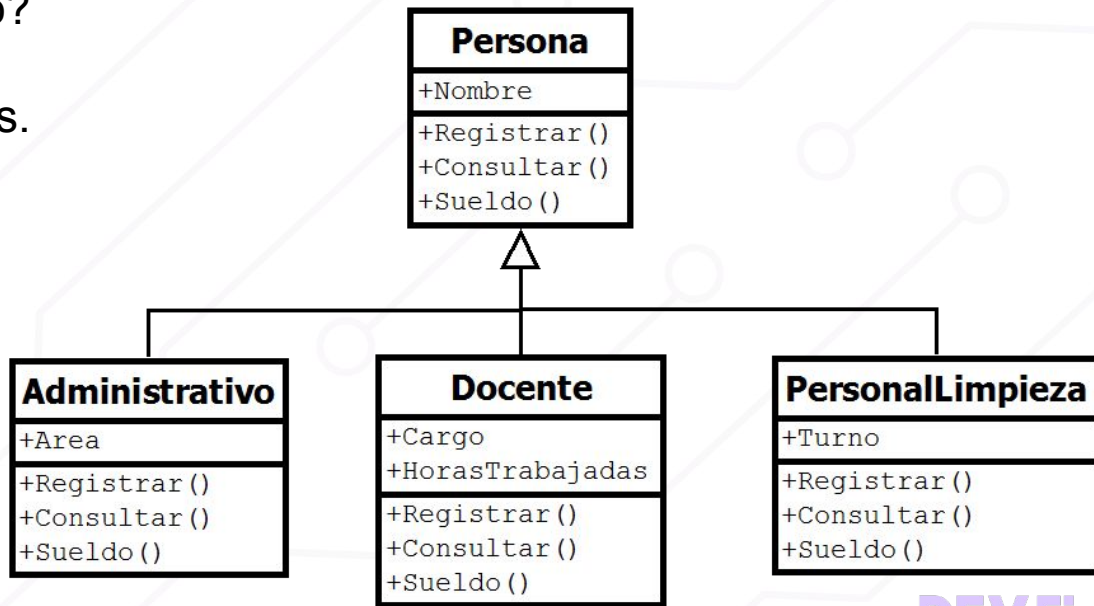 o?
s.
Persona
+Nombre
+Registrar()
+Consultar()
+Sueldo()
Administrativo
+Area
+Registrar()
+Consultar()
+Sueldo()
Docente
+Cargo
+HorasTrabajadas
+Registrar()
+Consultar()
+Sueldo()
PersonalLimpieza
+Turno
+Registrar()
+Consultar()
+Sueldo()